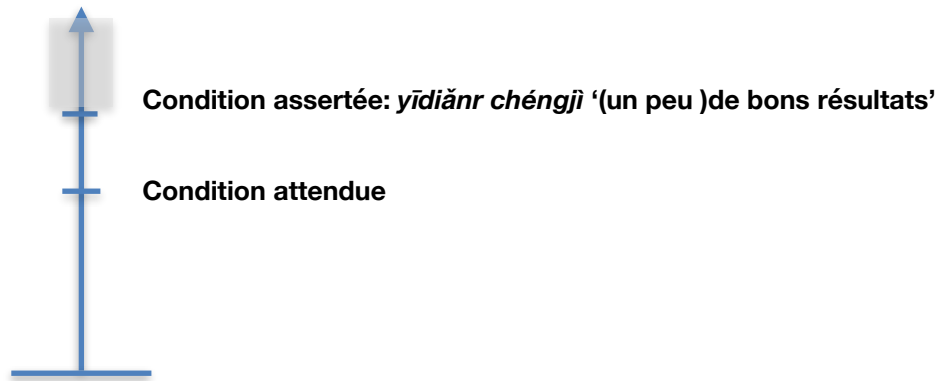 Condition assertée: yīdiǎnr chéngjì ‘(un peu )de bons résultats’
Condition attendue